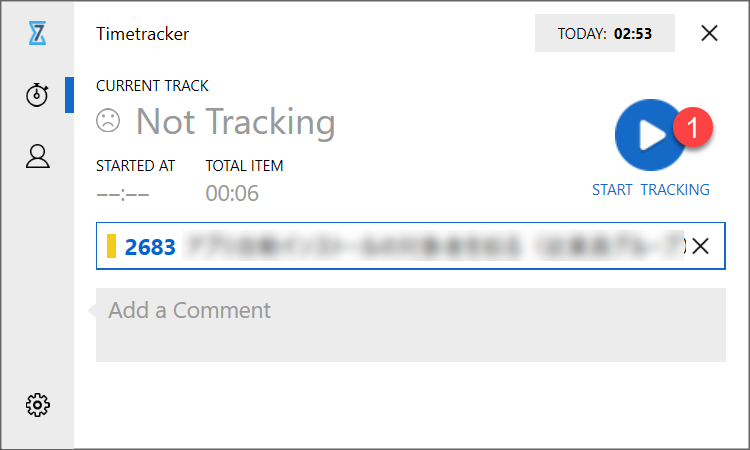 7
Timetracker
TODAY: 02:53
CURRENT TRACK
Not Tracking
1
STARTED AT TOTAL ITEM
--:-- 00:06
START TRACKING
2683 )
Add a Comment